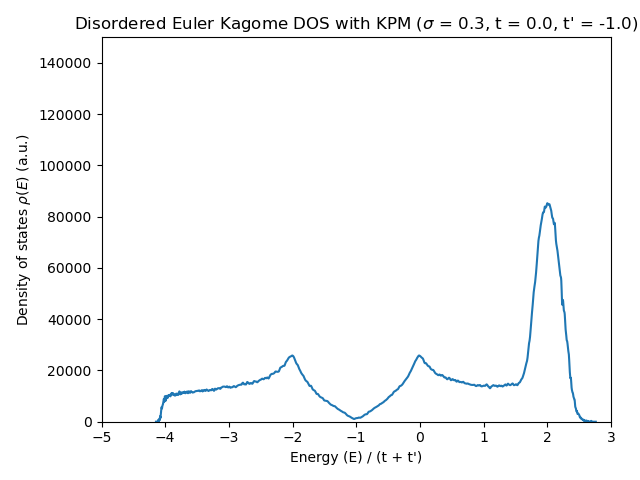 Disordered Euler Kagome DOS with KPM (σ = 0.3, t = 0.0, t' = -1.0)
Density of states ρ(E) (a.u.)
140000
120000
100000
80000
60000
40000
20000
0
−5 −4 −3 −2 −1 0 1 2 3
Energy (E) / (t + t')